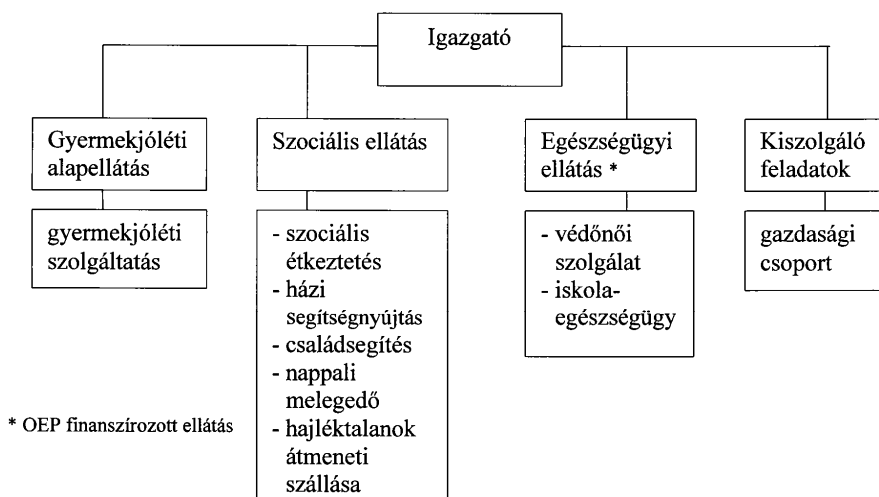 Igazgató
Gyermekjóléti
alapellátás
Szociális ellátás
Egészségügyi
ellátás *
Kiszolgáló
feladatok
gyermekjóléti
szolgáltatás
- szociális
étkeztetés
- házi
segítségnyújtás
- családsegítés
- nappali
melegedő
- hajléktalanok
átmeneti
szállása
- védőnői
szolgálat
- iskola-
egészségügy
gazdasági
csoport
* OEP finanszírozott ellátás